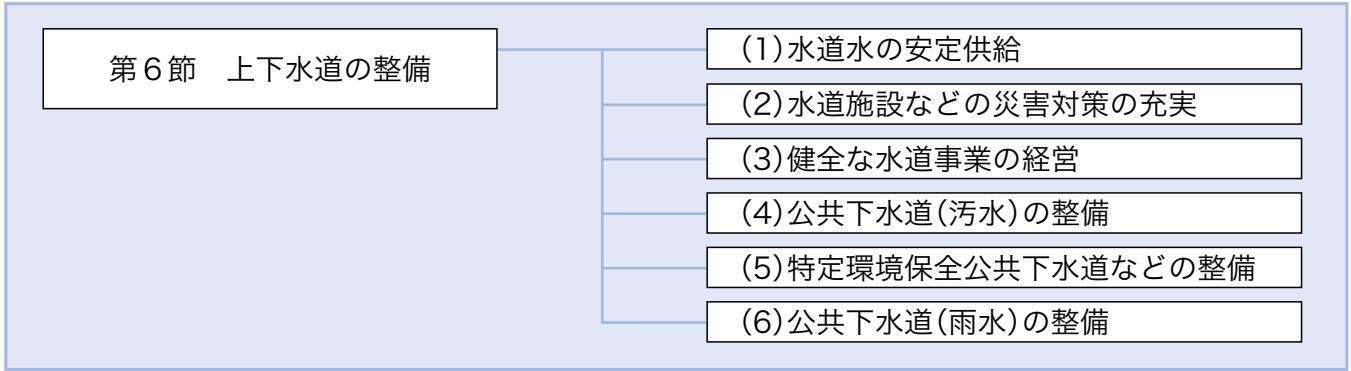 第6節　上下水道の整備
(1)水道水の安定供給
(2)水道施設などの災害対策の充実
(3)健全な水道事業の経営
(4)公共下水道(汚水)の整備
(5)特定環境保全公共下水道などの整備
(6)公共下水道(雨水)の整備